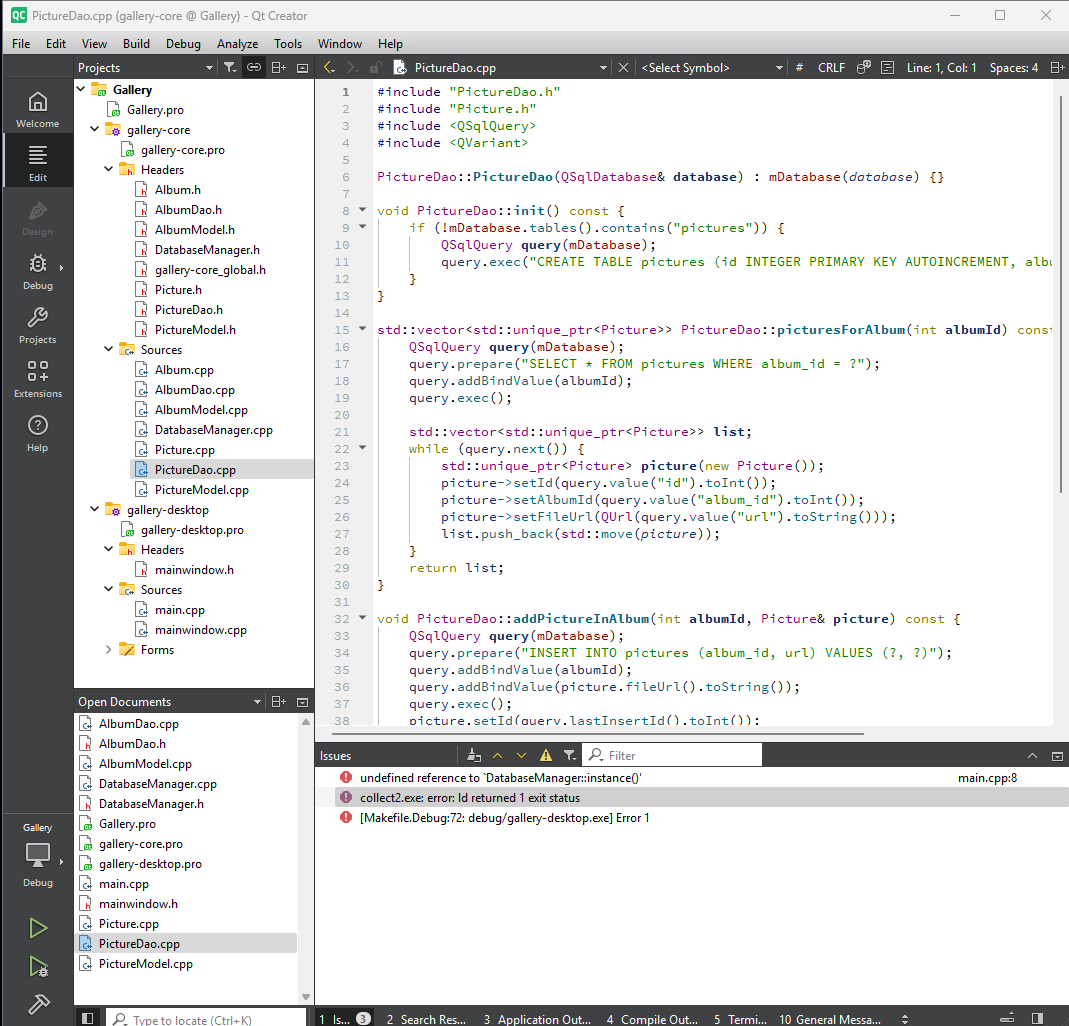 PictureDao.cpp (gallery-core @ Gallery) - Qt Creator
File Edit View Build Debug Analyze Tools Window Help
Projects
PictureDao.cpp
<Select Symbol>
# CRLF Line: 1, Col: 1 Spaces: 4
Welcome
Edit
Design
Debug
Projects
Extensions
Help
Gallery
Debug
Gallery
Gallery.pro
gallery-core
gallery-core.pro
Headers
Album.h
AlbumDao.h
AlbumModel.h
DatabaseManager.h
gallery-core_global.h
Picture.h
PictureDao.h
PictureModel.h
Sources
Album.cpp
AlbumDao.cpp
AlbumModel.cpp
DatabaseManager.cpp
Picture.cpp
PictureDao.cpp
PictureModel.cpp
gallery-desktop
gallery-desktop.pro
Headers
mainwindow.h
Sources
main.cpp
mainwindow.cpp
Forms
Open Documents
AlbumDao.cpp
AlbumDao.h
AlbumModel.cpp
DatabaseManager.cpp
DatabaseManager.h
Gallery.pro
gallery-core.pro
gallery-desktop.pro
main.cpp
mainwindow.h
Picture.cpp
PictureDao.cpp
PictureModel.cpp
1 #include "PictureDao.h"
2 #include "Picture.h"
3 #include <QSqlQuery>
4 #include <QVariant>
5
6 PictureDao::PictureDao(QSqlDatabase& database) : mDatabase(database) {}
7
8 void PictureDao::init() const {
9 if (!mDatabase.tables().contains("pictures")) {
10 QSqlQuery query(mDatabase);
11 query.exec("CREATE TABLE pictures (id INTEGER PRIMARY KEY AUTOINCREMENT, albu
12 }
13 }
14
15 std::vector<std::unique_ptr<Picture>> PictureDao::picturesForAlbum(int albumId) const
16 QSqlQuery query(mDatabase);
17 query.prepare("SELECT * FROM pictures WHERE album_id = ?");
18 query.addBindValue(albumId);
19 query.exec();
20
21 std::vector<std::unique_ptr<Picture>> list;
22 while (query.next()) {
23 std::unique_ptr<Picture> picture(new Picture());
24 picture->setId(query.value("id").toInt());
25 picture->setAlbumId(query.value("album_id").toInt());
26 picture->setFileUrl(QUrl(query.value("url").toString()));
27 list.push_back(std::move(picture));
28 }
29 return list;
30 }
31
32 void PictureDao::addPictureInAlbum(int albumId, Picture& picture) const {
33 QSqlQuery query(mDatabase);
34 query.prepare("INSERT INTO pictures (album_id, url) VALUES (?, ?)");
35 query.addBindValue(albumId);
36 query.addBindValue(picture.fileUrl().toString());
37 query.exec();
38 picture.setId(query.lastInsertId().toInt());
Issues
Filter
undefined reference to `DatabaseManager::instance()' main.cpp:8
collect2.exe: error: ld returned 1 exit status
[Makefile.Debug:72: debug/gallery-desktop.exe] Error 1
Type to locate (Ctrl+K)
1 Is... 3 2 Search Res... 3 Application Out... 4 Compile Out... 5 Termi... 10 General Messa...